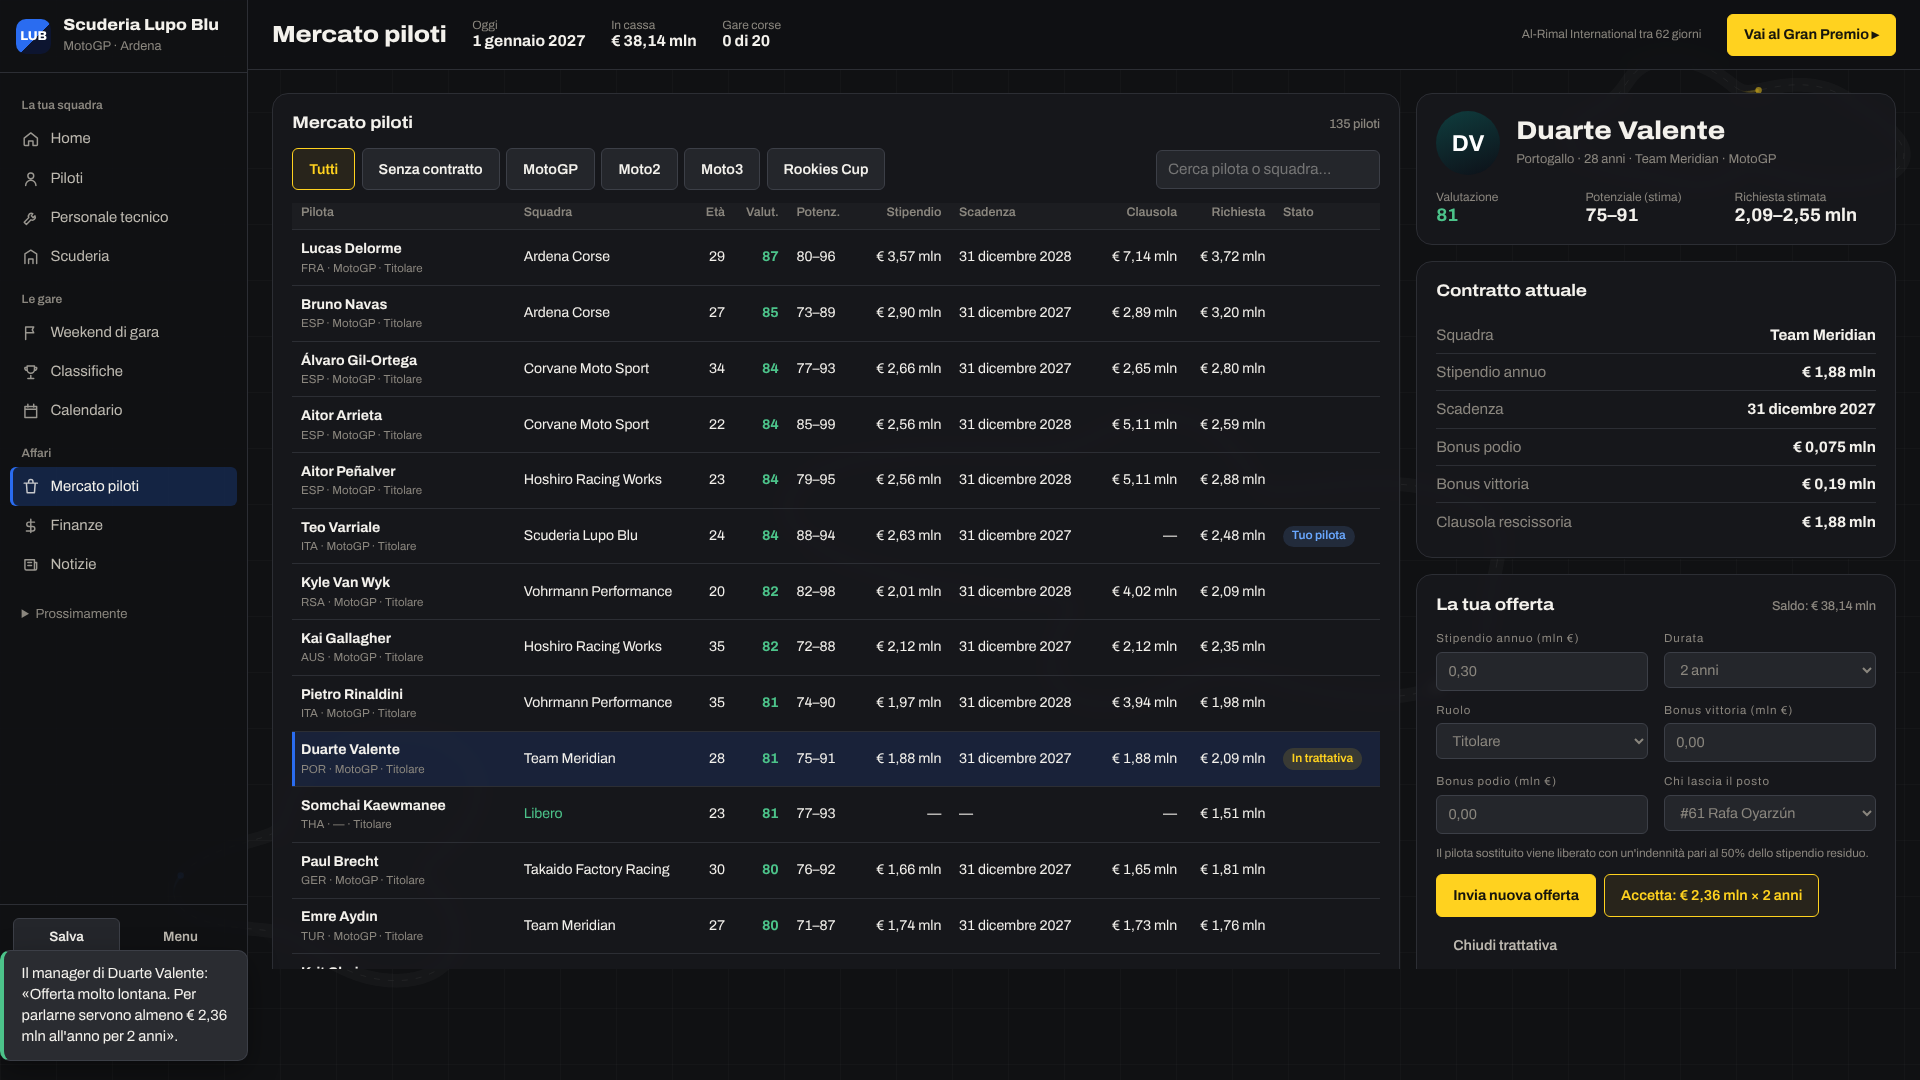 LUB
Scuderia Lupo Blu
MotoGP · Ardena
La tua squadra
Home
Piloti
Personale tecnico
Scuderia
Le gare
Weekend di gara
Classifiche
Calendario
Affari
Mercato piloti
Finanze
Notizie
Prossimamente
Salva Menu
Il manager di Duarte Valente:
«Offerta molto lontana. Per
parlarne servono almeno € 2,36
mln all'anno per 2 anni».
Mercato piloti
Oggi
1 gennaio 2027
In cassa
€ 38,14 mln
Gare corse
0 di 20
Al-Rimal International tra 62 giorni
Vai al Gran Premio ▸
Mercato piloti
135 piloti
Tutti Senza contratto MotoGP Moto2 Moto3 Rookies Cup
Cerca pilota o squadra...
Pilota Squadra Età Valut. Potenz. Stipendio Scadenza Clausola Richiesta Stato
Lucas Delorme Ardena Corse 29 87 80–96 € 3,57 mln 31 dicembre 2028 € 7,14 mln € 3,72 mln
FRA · MotoGP · Titolare
Bruno Navas Ardena Corse 27 85 73–89 € 2,90 mln 31 dicembre 2027 € 2,89 mln € 3,20 mln
ESP · MotoGP · Titolare
Álvaro Gil-Ortega Corvane Moto Sport 34 84 77–93 € 2,66 mln 31 dicembre 2027 € 2,65 mln € 2,80 mln
ESP · MotoGP · Titolare
Aitor Arrieta Corvane Moto Sport 22 84 85–99 € 2,56 mln 31 dicembre 2028 € 5,11 mln € 2,59 mln
ESP · MotoGP · Titolare
Aitor Peñalver Hoshiro Racing Works 23 84 79–95 € 2,56 mln 31 dicembre 2028 € 5,11 mln € 2,88 mln
ESP · MotoGP · Titolare
Teo Varriale Scuderia Lupo Blu 24 84 88–94 € 2,63 mln 31 dicembre 2027 — € 2,48 mln Tuo pilota
ITA · MotoGP · Titolare
Kyle Van Wyk Vohrmann Performance 20 82 82–98 € 2,01 mln 31 dicembre 2028 € 4,02 mln € 2,09 mln
RSA · MotoGP · Titolare
Kai Gallagher Hoshiro Racing Works 35 82 72–88 € 2,12 mln 31 dicembre 2027 € 2,12 mln € 2,35 mln
AUS · MotoGP · Titolare
Pietro Rinaldini Vohrmann Performance 35 81 74–90 € 1,97 mln 31 dicembre 2028 € 3,94 mln € 1,98 mln
ITA · MotoGP · Titolare
Duarte Valente Team Meridian 28 81 75–91 € 1,88 mln 31 dicembre 2027 € 1,88 mln € 2,09 mln In trattativa
POR · MotoGP · Titolare
Somchai Kaewmanee Libero 23 81 77–93 — — — € 1,51 mln
THA · — · Titolare
Paul Brecht Takaido Factory Racing 30 80 76–92 € 1,66 mln 31 dicembre 2027 € 1,65 mln € 1,81 mln
GER · MotoGP · Titolare
Emre Aydın Team Meridian 27 80 71–87 € 1,74 mln 31 dicembre 2027 € 1,73 mln € 1,76 mln
TUR · MotoGP · Titolare
DV
Duarte Valente
Portogallo · 28 anni · Team Meridian · MotoGP
Valutazione Potenziale (stima) Richiesta stimata
81 75–91 2,09–2,55 mln
Contratto attuale
Squadra Team Meridian
Stipendio annuo € 1,88 mln
Scadenza 31 dicembre 2027
Bonus podio € 0,075 mln
Bonus vittoria € 0,19 mln
Clausola rescissoria € 1,88 mln
La tua offerta
Saldo: € 38,14 mln
Stipendio annuo (mln €) Durata
0,30 2 anni
Ruolo Bonus vittoria (mln €)
Titolare 0,00
Bonus podio (mln €) Chi lascia il posto
0,00 #61 Rafa Oyarzún
Il pilota sostituito viene liberato con un'indennità pari al 50% dello stipendio residuo.
Invia nuova offerta Accetta: € 2,36 mln × 2 anni
Chiudi trattativa